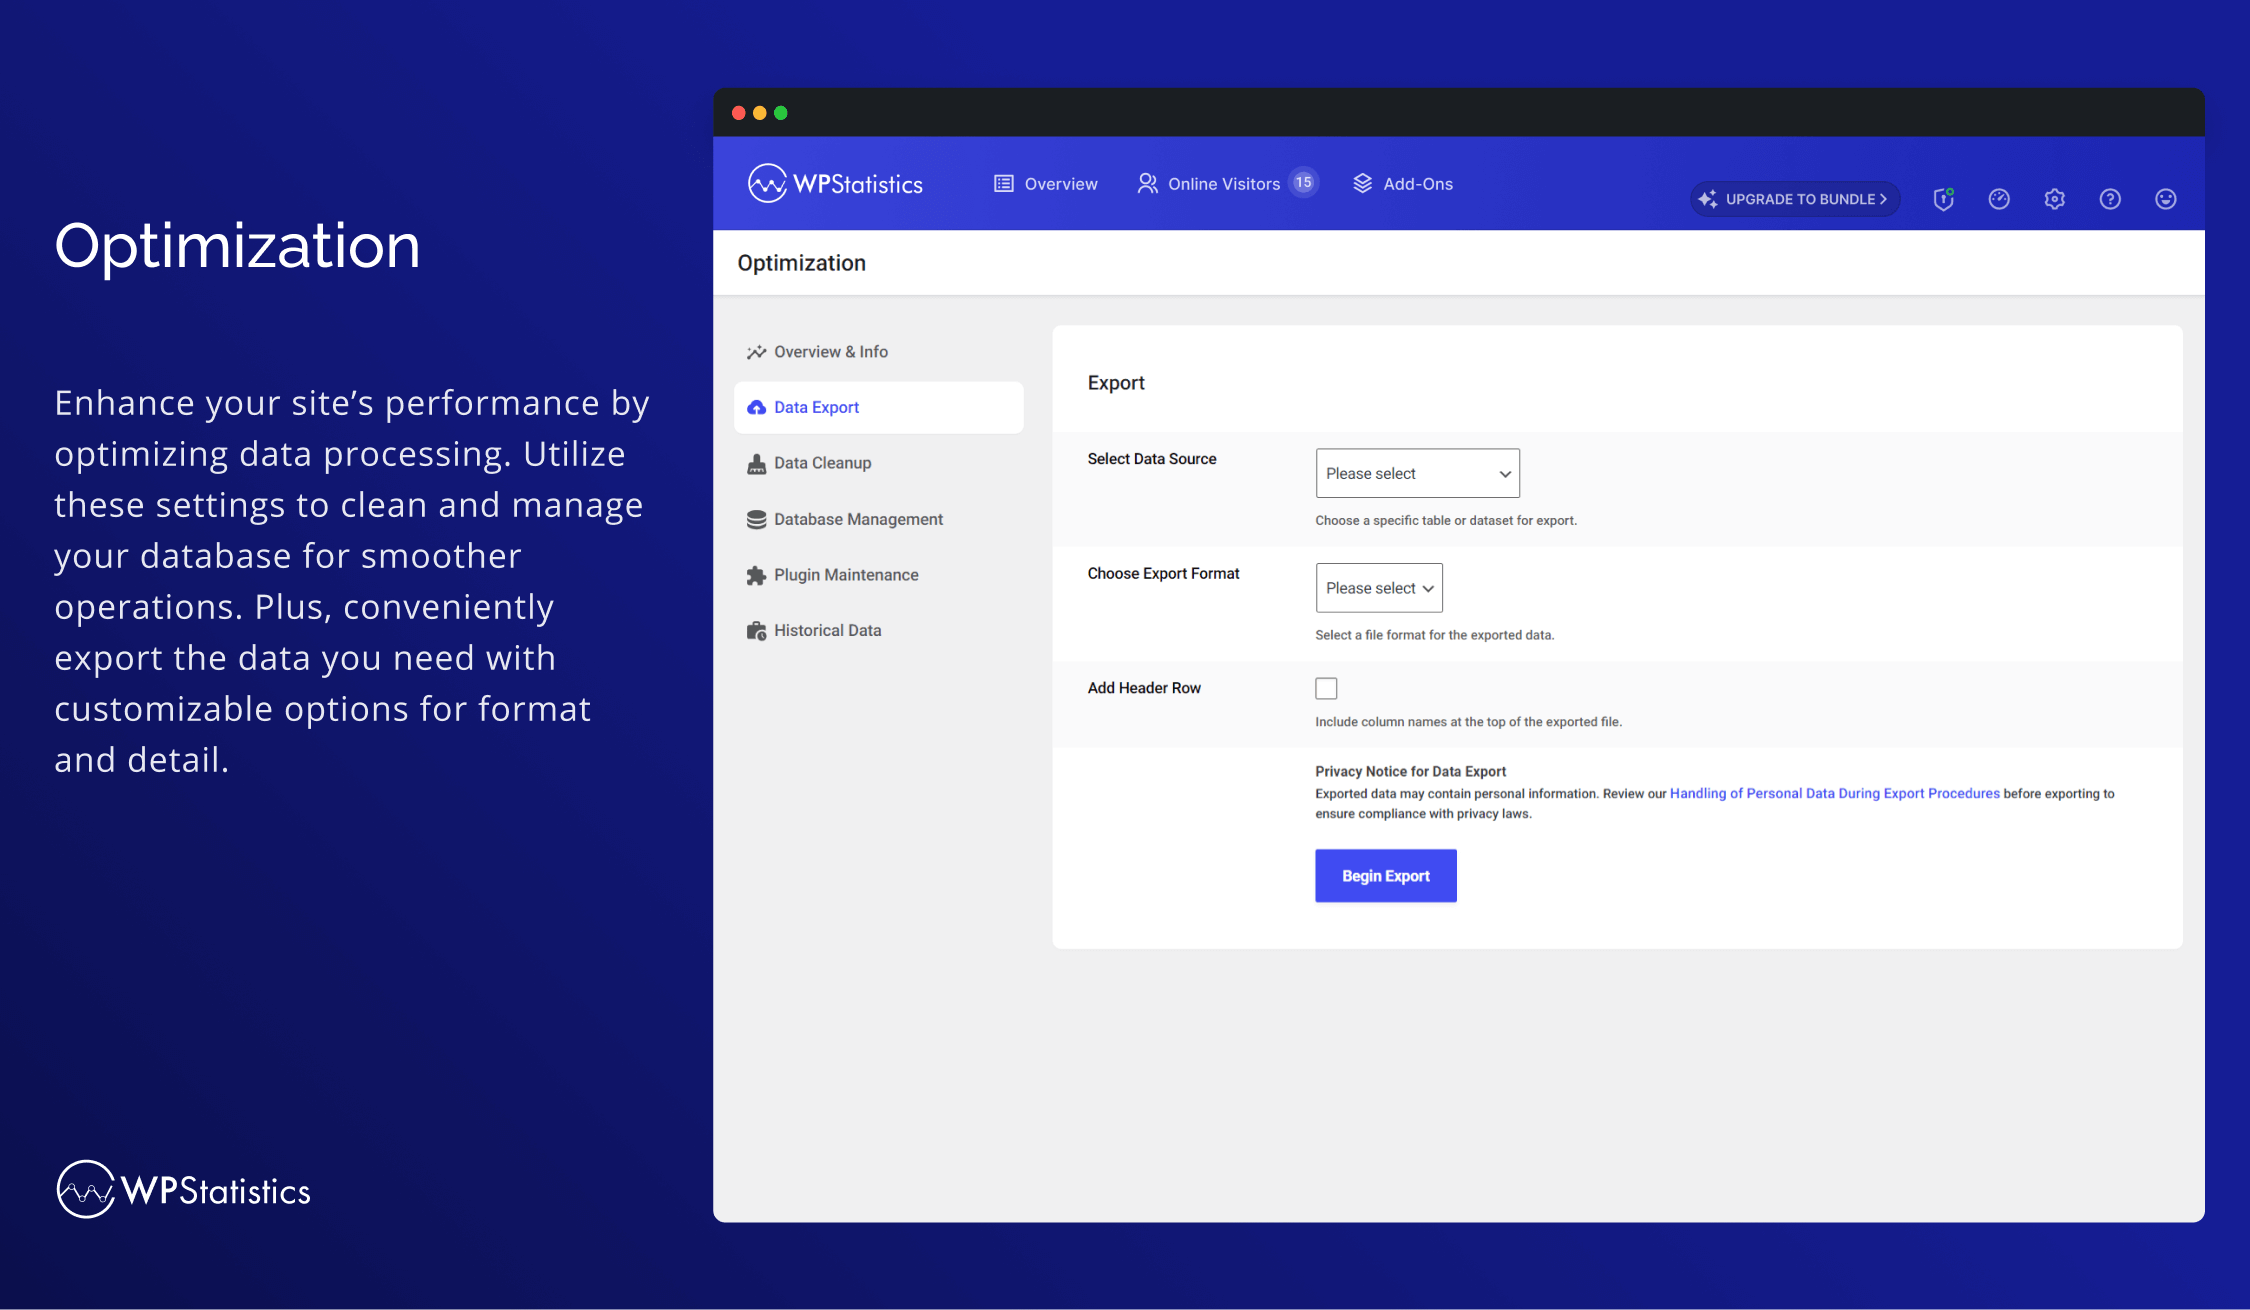 Optimization
Enhance your site’s performance by
optimizing data processing. Utilize
these settings to clean and manage
your database for smoother
operations. Plus, conveniently
export the data you need with
customizable options for format
and detail.
WPStatistics
WPStatistics
Overview
Online Visitors 15
Add-Ons
UPGRADE TO BUNDLE
Optimization
Overview & Info
Data Export
Data Cleanup
Database Management
Plugin Maintenance
Historical Data
Export
Select Data Source
Please select
Choose a specific table or dataset for export.
Choose Export Format
Please select
Select a file format for the exported data.
Add Header Row
Include column names at the top of the exported file.
Privacy Notice for Data Export
Exported data may contain personal information. Review our Handling of Personal Data During Export Procedures before exporting to
ensure compliance with privacy laws.
Begin Export